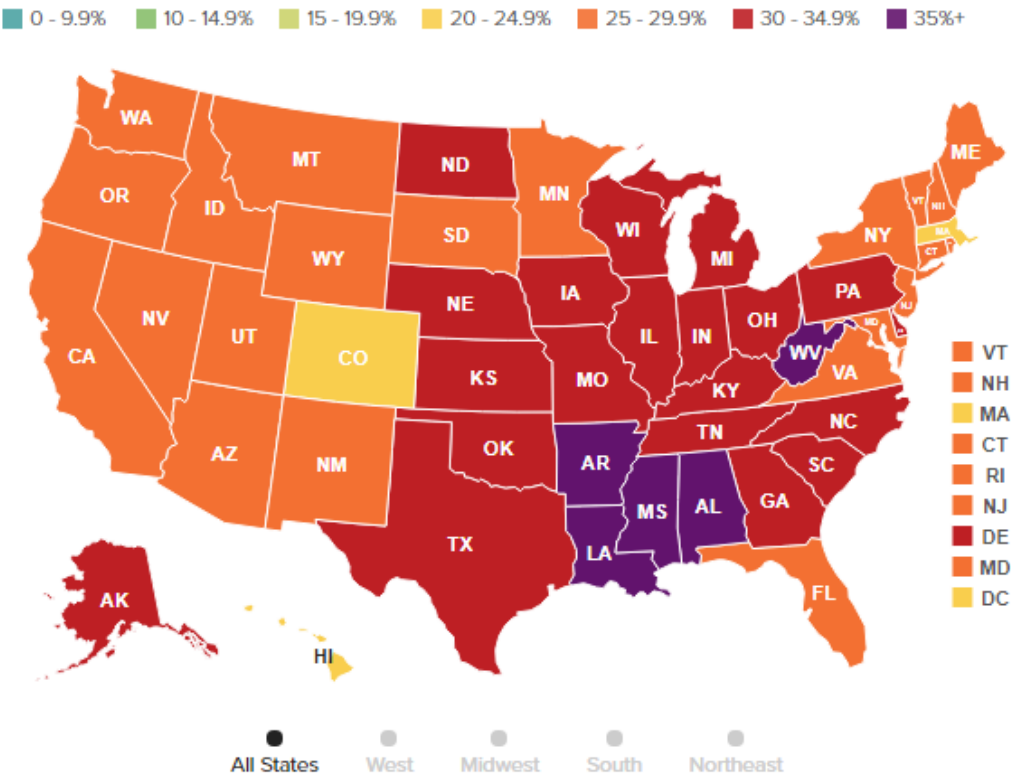 0 - 9.9% 10 - 14.9% 15 - 19.9% 20 - 24.9% 25 - 29.9% 30 - 34.9% 35%+
WA
MT
ND
MN
ME
OR
ID
SD
WI
VT
NH
WY
MI
NY
MA
CT
NE
IA
PA
NJ
NV
UT
CO
IL
IN
OH
MD
CA
KS
MO
WV
VA
KY
AZ
NM
OK
TN
NC
AR
SC
MS
AL
GA
TX
LA
FL
AK
HI
VT
NH
MA
CT
RI
NJ
DE
MD
DC
All States West Midwest South Northeast